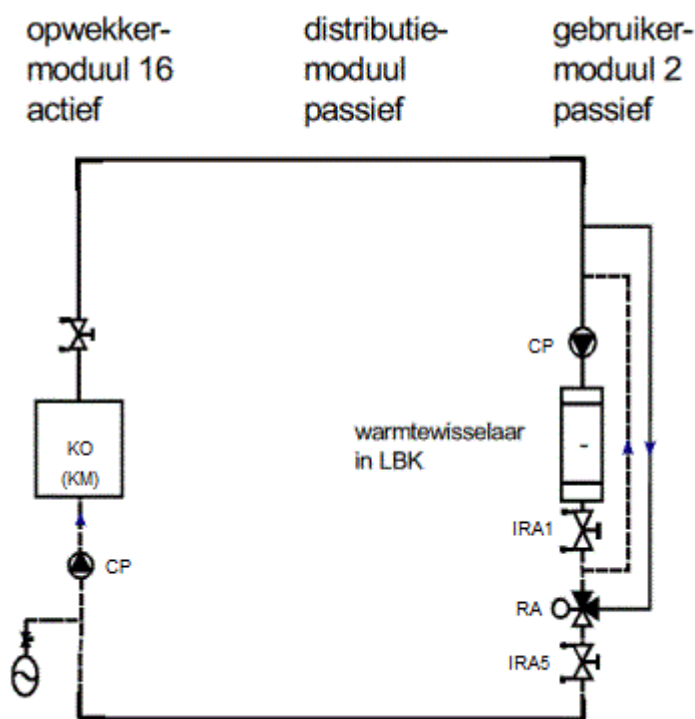 opwekker-
moduul 16
actief
distributie-
moduul
passief
gebruiker-
moduul 2
passief
CP
KO
(KM)
warmtewisselaar
in LBK
-
IRA1
CP
RA
IRA5